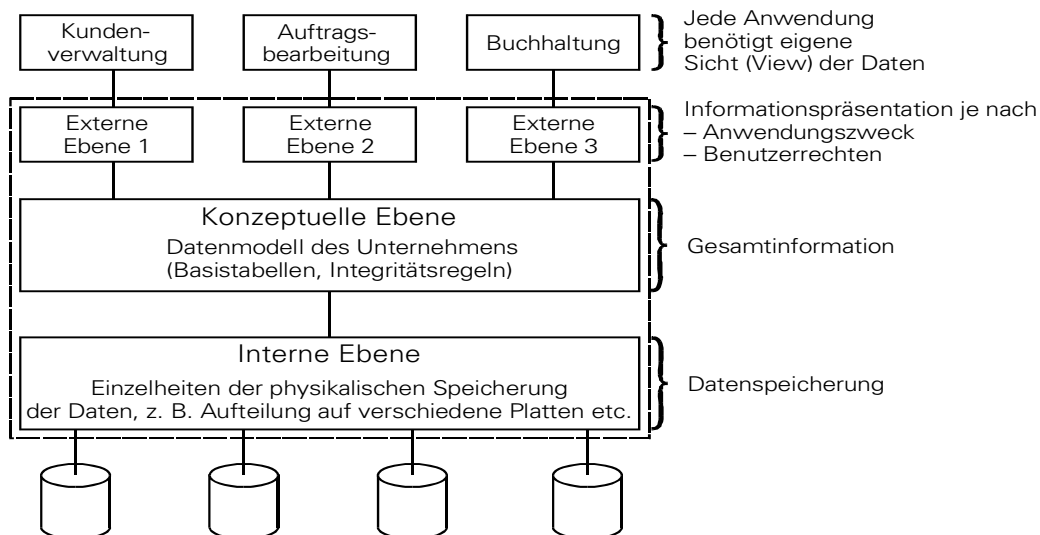 Kunden-
verwaltung
Auftrags-
bearbeitung
Buchhaltung
Jede Anwendung
benötigt eigene
Sicht (View) der Daten
Externe
Ebene 1
Externe
Ebene 2
Externe
Ebene 3
Informationspräsentation je nach
– Anwendungszweck
– Benutzerrechten
Konzeptuelle Ebene
Datenmodell des Unternehmens
(Basistabellen, Integritätsregeln)
Gesamtinformation
Interne Ebene
Einzelheiten der physikalischen Speicherung
der Daten, z. B. Aufteilung auf verschiedene Platten etc.
Datenspeicherung